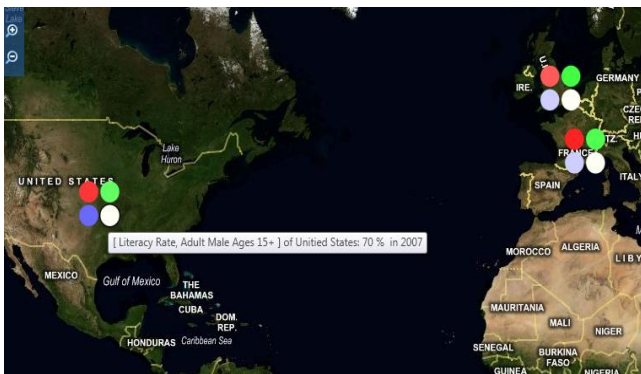 Lake
Huron
UNITED STATES
[ Literacy Rate, Adult Male Ages 15+ ] of Unitied States: 70 % in 2007
MEXICO
Gulf of Mexico
THE
BAHAMAS
CUBA
DOM.
REP.
HONDURAS
Caribbean Sea
IRE.
GERMANY
FRANCE
SPAIN
MOROCCO
ALGERIA
MAURITANIA
MALI
NIGER
SENEGAL
BURKINA
FASO
GUINEA
NIGERIA